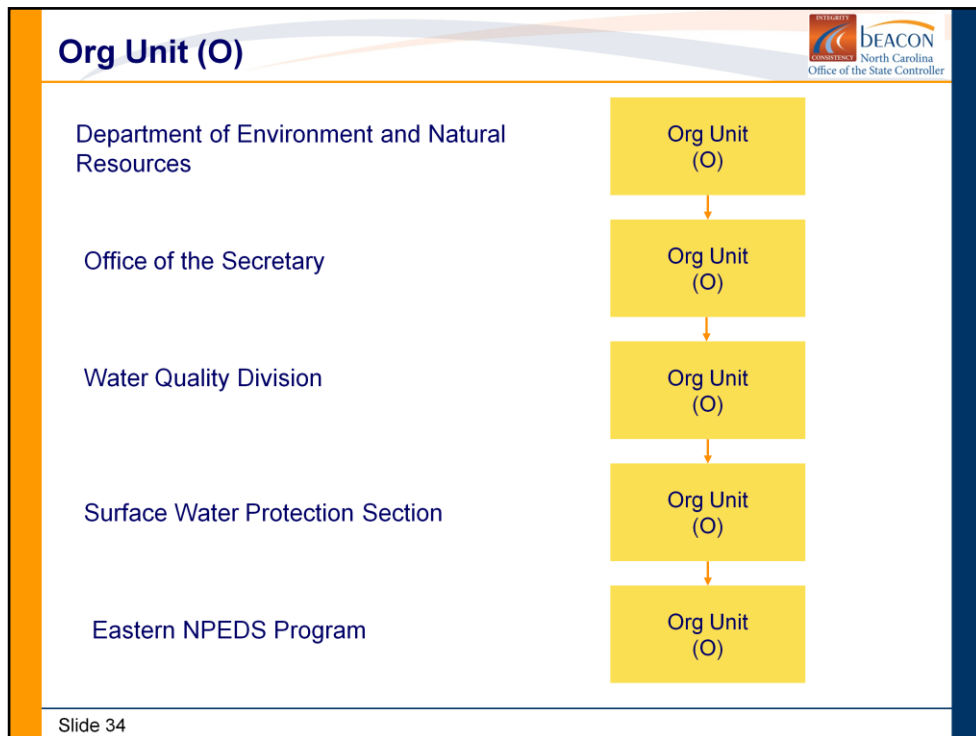 Org Unit (O)
INTEGRITY
CONSISTENCY
BEACON
North Carolina
Office of the State Controller
Department of Environment and Natural
Resources
Org Unit
(O)
Office of the Secretary
Org Unit
(O)
Water Quality Division
Org Unit
(O)
Surface Water Protection Section
Org Unit
(O)
Eastern NPEDS Program
Org Unit
(O)
Slide 34